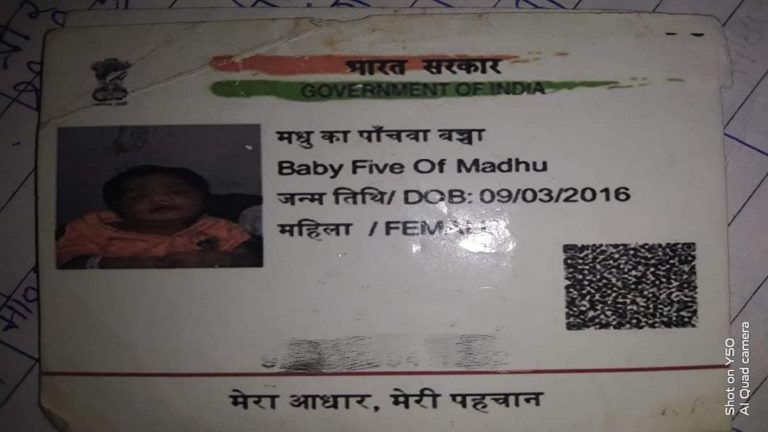 भारत सरकार
GOVERNMENT OF INDIA
मधु का पाँचवा बच्चा
Baby Five Of Madhu
जन्म तिथि/ DOB: 09/03/2016
महिला / FEMALE
मेरा आधार, मेरी पहचान
Shot on Y50
AI Quad camera